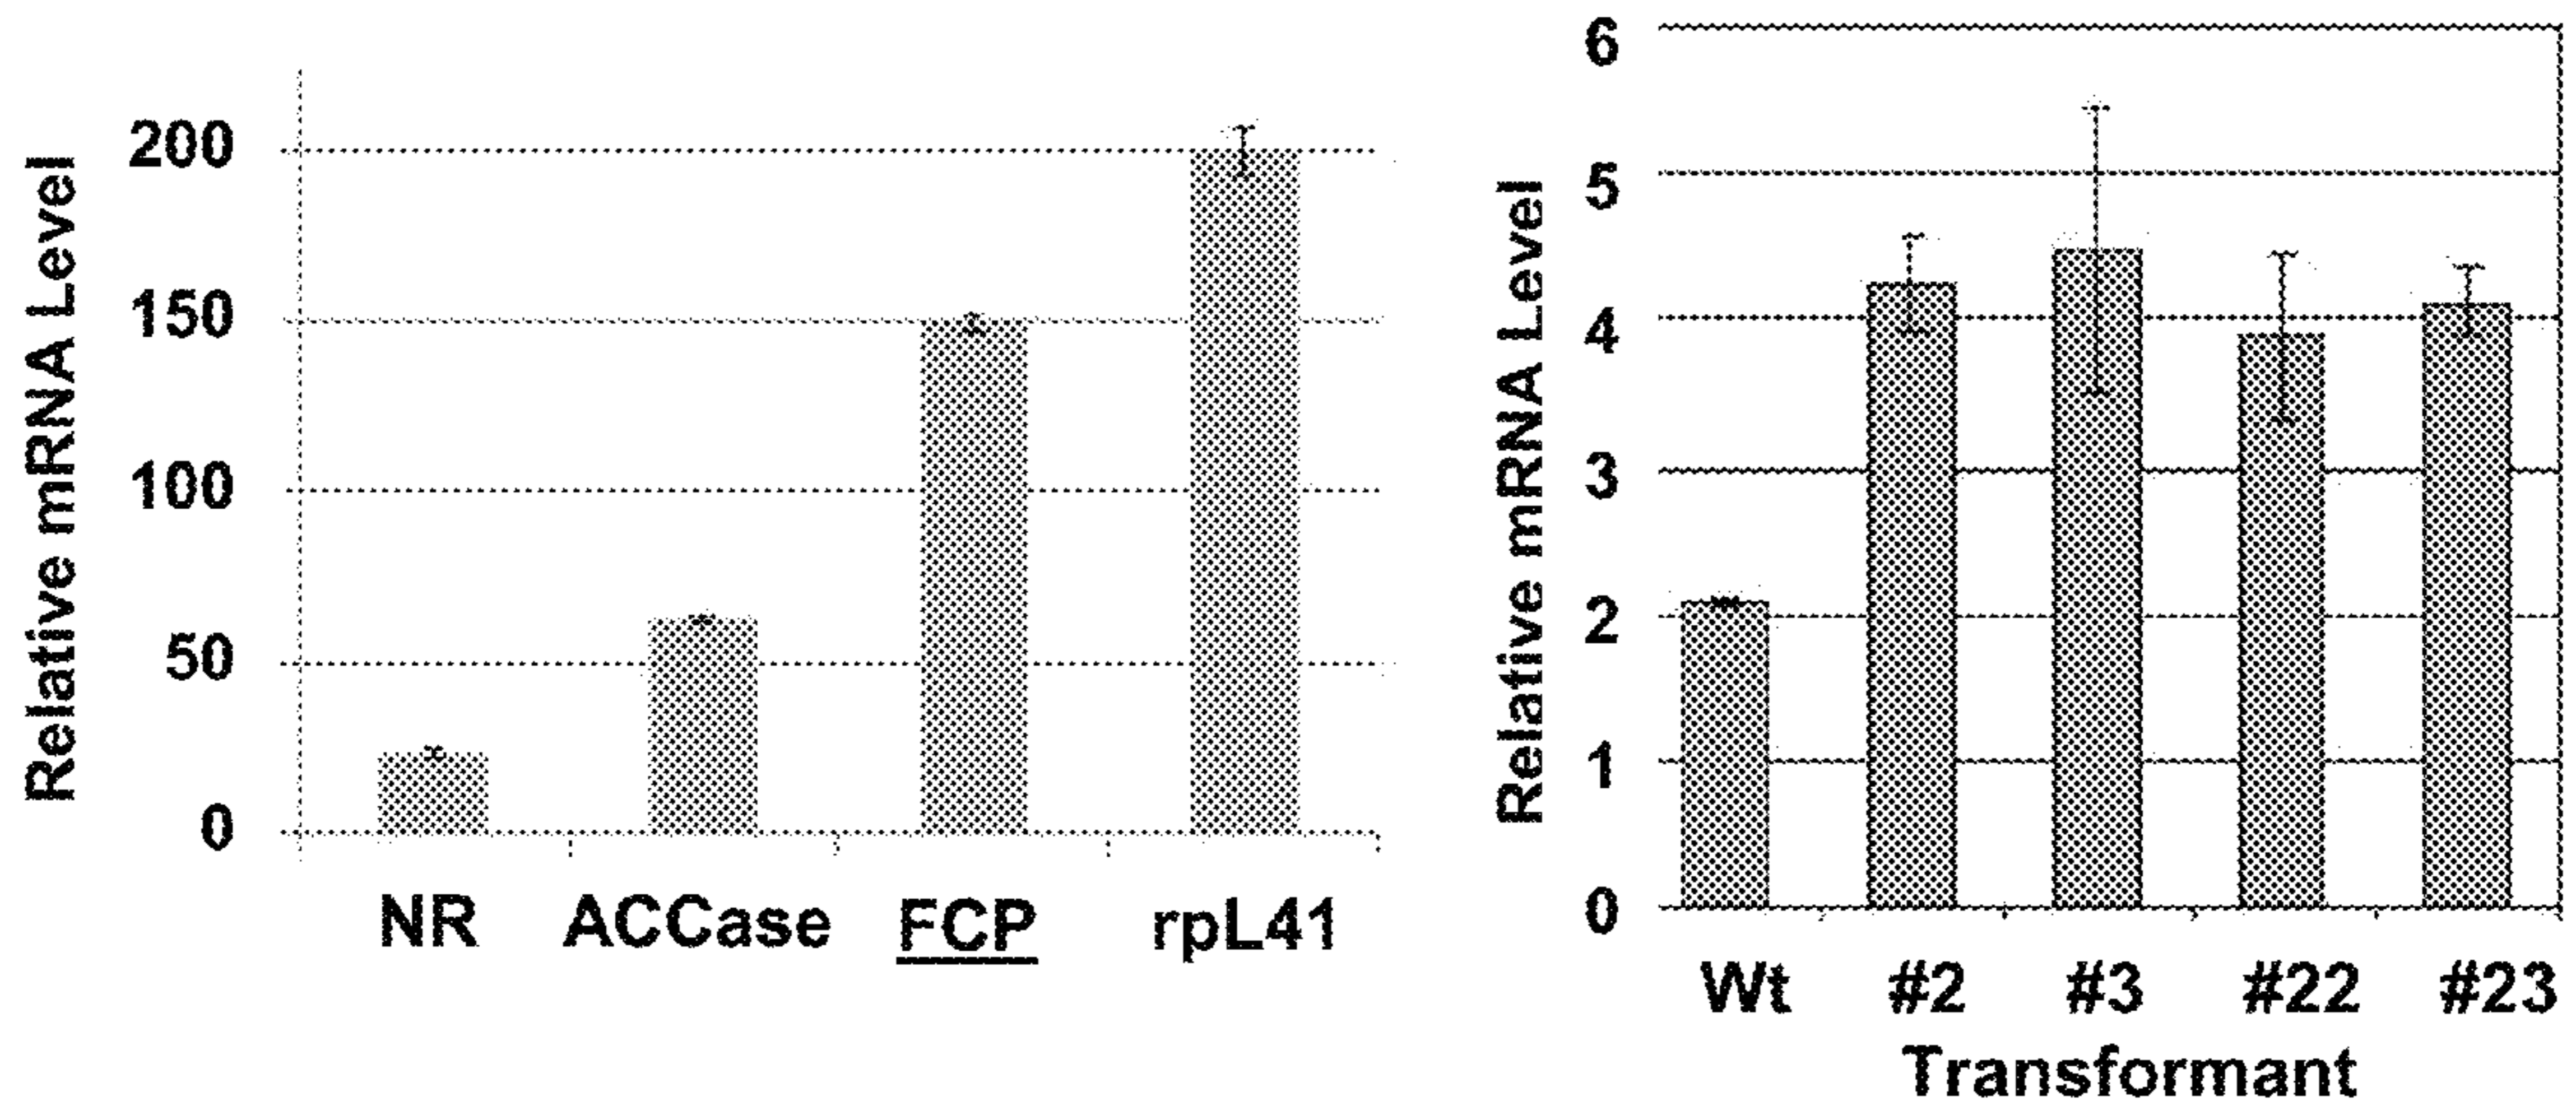 Relative mRNA Level
200
150
100
50
0
NR ACCase FCP rpL41
Relative mRNA Level
6
5
4
3
2
1
0
Wt #2 #3 #22 #23
Transformant